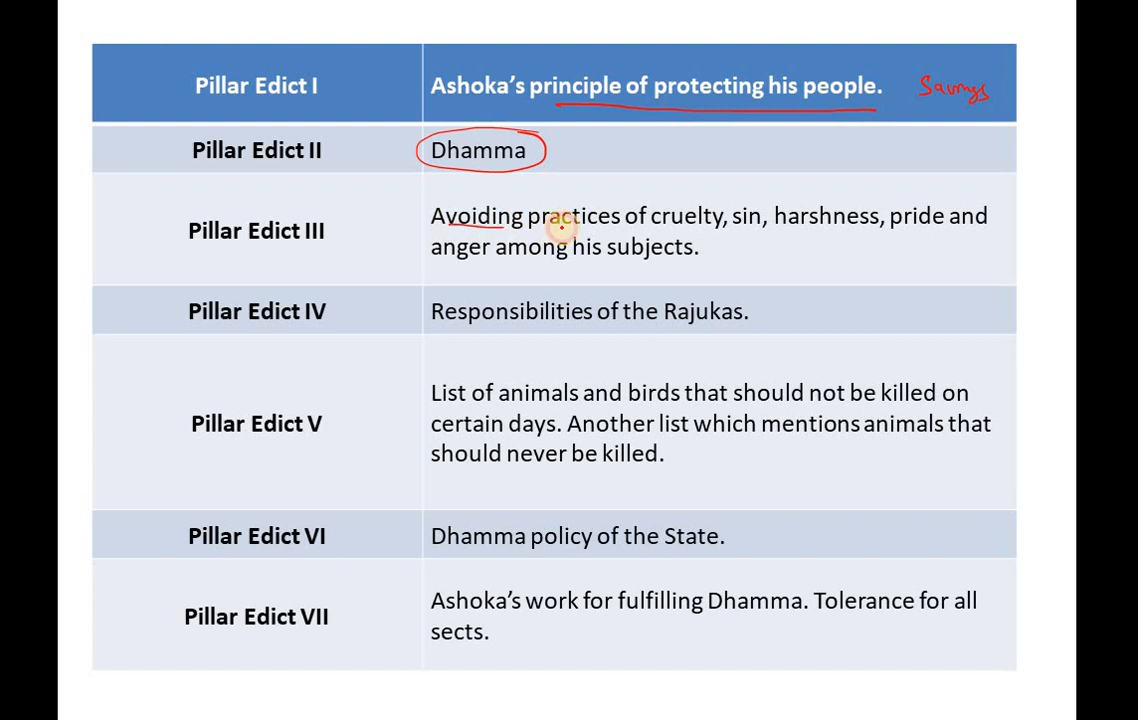 Pillar Edict I
Ashoka’s principle of protecting his people.
Savings
Pillar Edict II
Dhamma
Pillar Edict III
Avoiding practices of cruelty, sin, harshness, pride and
anger among his subjects.
Pillar Edict IV
Responsibilities of the Rajukas.
Pillar Edict V
List of animals and birds that should not be killed on
certain days. Another list which mentions animals that
should never be killed.
Pillar Edict VI
Dhamma policy of the State.
Pillar Edict VII
Ashoka’s work for fulfilling Dhamma. Tolerance for all
sects.